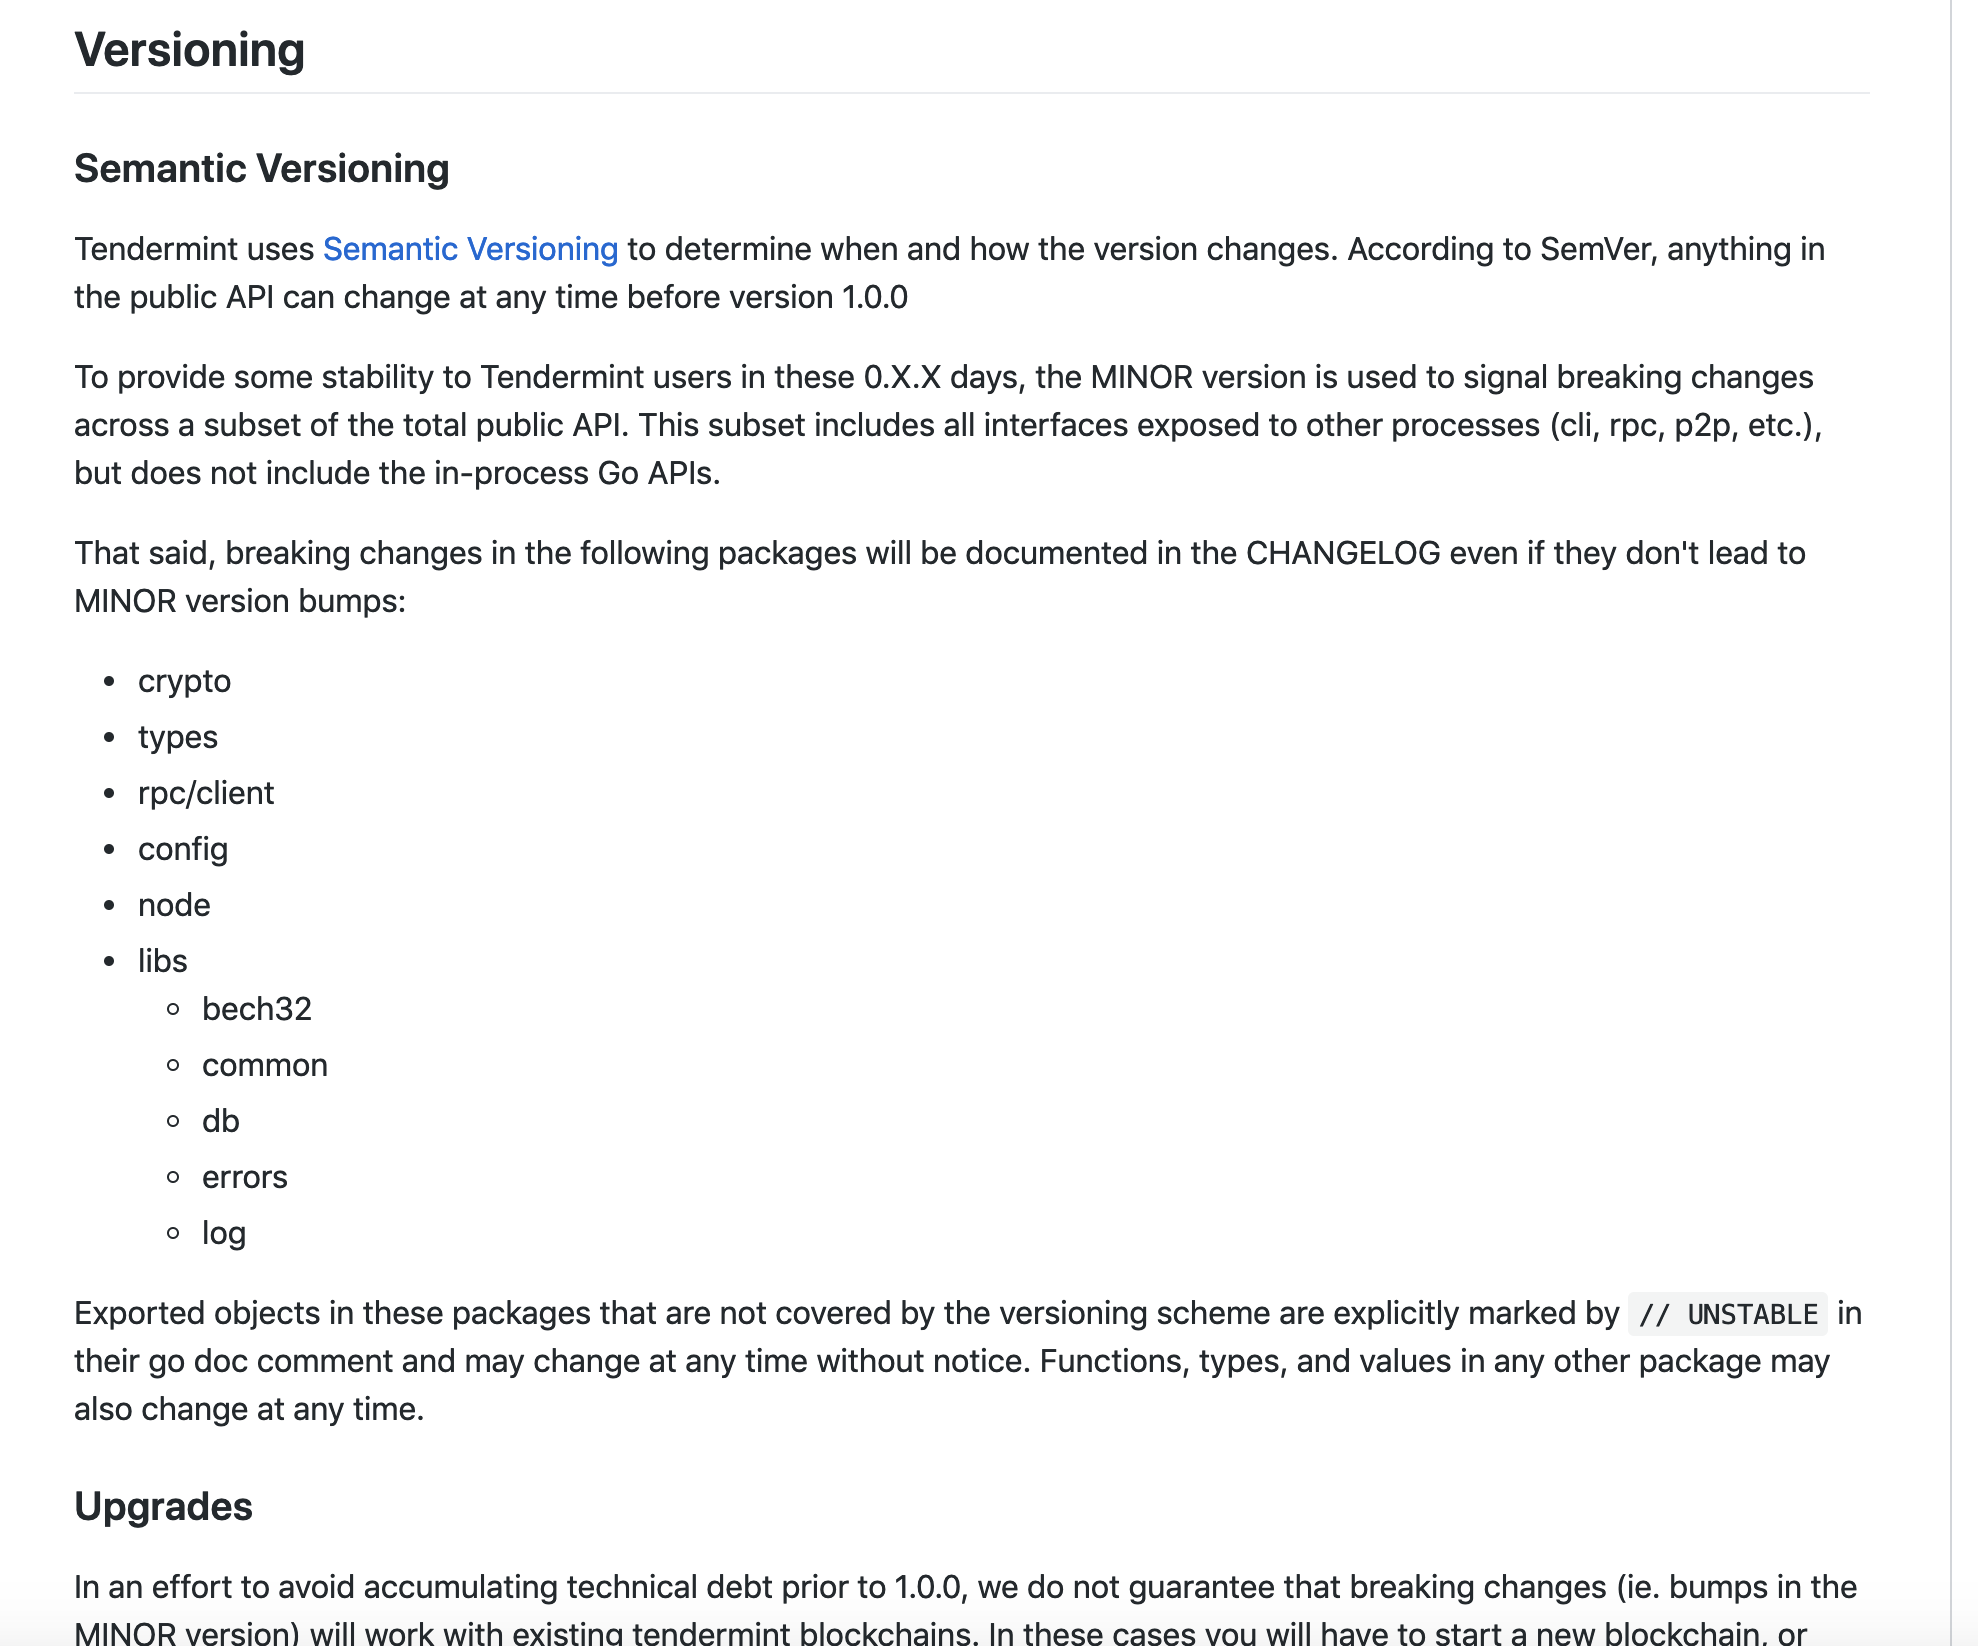 Versioning
Semantic Versioning
Tendermint uses Semantic Versioning to determine when and how the version changes. According to SemVer, anything in
the public API can change at any time before version 1.0.0
To provide some stability to Tendermint users in these 0.X.X days, the MINOR version is used to signal breaking changes
across a subset of the total public API. This subset includes all interfaces exposed to other processes (cli, rpc, p2p, etc.),
but does not include the in-process Go APIs.
That said, breaking changes in the following packages will be documented in the CHANGELOG even if they don't lead to
MINOR version bumps:
• crypto
• types
• rpc/client
• config
• node
• libs
◦ bech32
◦ common
◦ db
◦ errors
◦ log
Exported objects in these packages that are not covered by the versioning scheme are explicitly marked by // UNSTABLE in
their go doc comment and may change at any time without notice. Functions, types, and values in any other package may
also change at any time.
Upgrades
In an effort to avoid accumulating technical debt prior to 1.0.0, we do not guarantee that breaking changes (ie. bumps in the
MINOR version) will work with existing tendermint blockchains. In these cases you will have to start a new blockchain, or